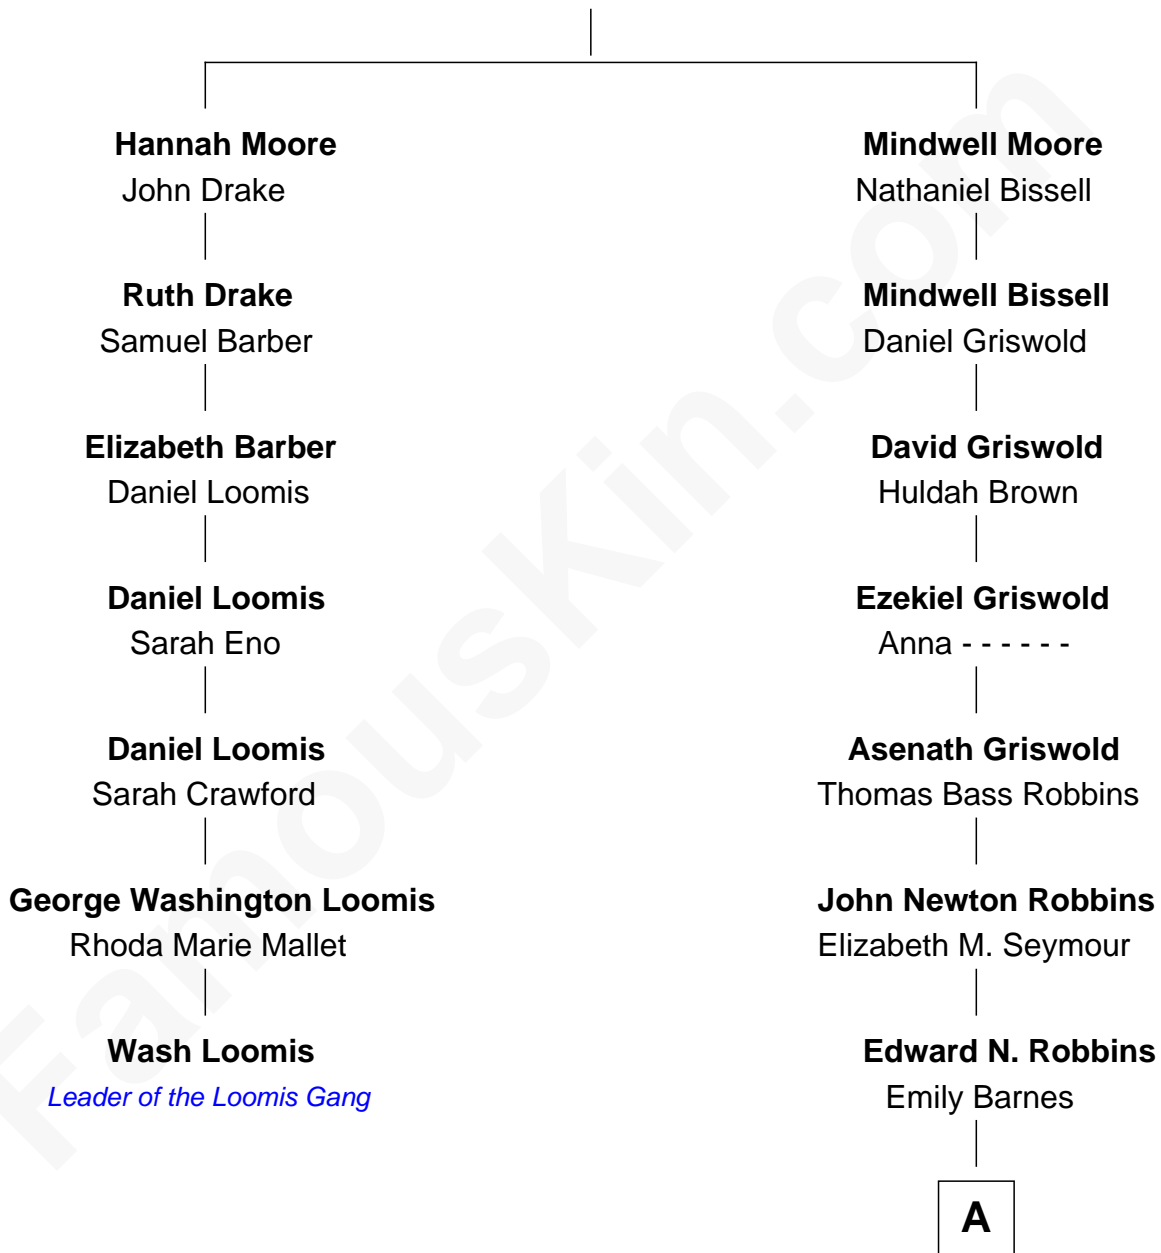 Hannah Moore
John Drake
Mindwell Moore
Nathaniel Bissell
Ruth Drake
Samuel Barber
Mindwell Bissell
Daniel Griswold
Elizabeth Barber
Daniel Loomis
David Griswold
Huldah Brown
Daniel Loomis
Sarah Eno
Ezekiel Griswold
Anna - - - - - -
Daniel Loomis
Sarah Crawford
Asenath Griswold
Thomas Bass Robbins
George Washington Loomis
Rhoda Marie Mallet
John Newton Robbins
Elizabeth M. Seymour
Wash Loomis
Leader of the Loomis Gang
Edward N. Robbins
Emily Barnes
A
FamousKin.com